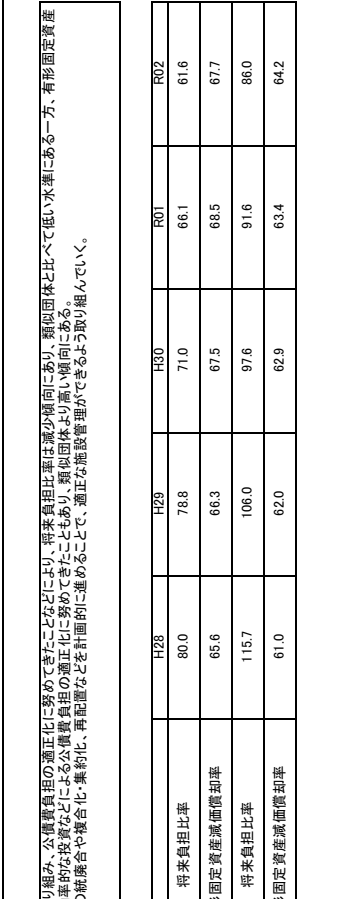 り組み、公債費負担の適正化に努めてきたことなどにより、将来負担比率は減少傾向にあり、類似団体と比べて低い水準にある一方、有形固定資産
率的な投資などによる公債費負担の適正化に努めてきたこともあり、類似団体より高い傾向にある。
の統廃合や複合化・集約化、再配置などを計画的に進めることで、適正な施設管理ができるよう取り組んでいく。
H28 H29 H30 R01 R02
将来負担比率 80.0 78.8 71.0 66.1 61.6
固定資産減価償却率 65.6 66.3 67.5 68.5 67.7
将来負担比率 115.7 106.0 97.6 91.6 86.0
固定資産減価償却率 61.0 62.0 62.9 63.4 64.2